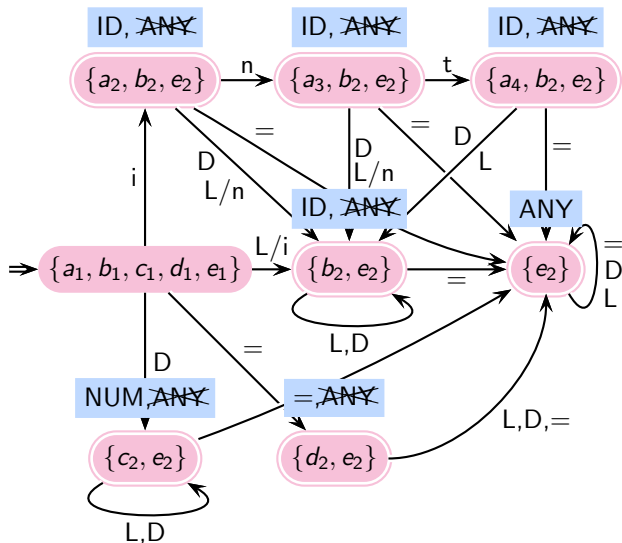 ID, ANY ID, ANY ID, ANY
{a₂, b₂, e₂} n {a₃, b₂, e₂} t {a₄, b₂, e₂}
= = D =
D D L
L/n L/n
i ID, ANY ANY
{a₁, b₁, c₁, d₁, e₁} L/i {b₂, e₂} = {e₂} =
D
L
L,D
D =
NUM,ANY =,ANY L,D,=
{c₂, e₂} {d₂, e₂}
L,D